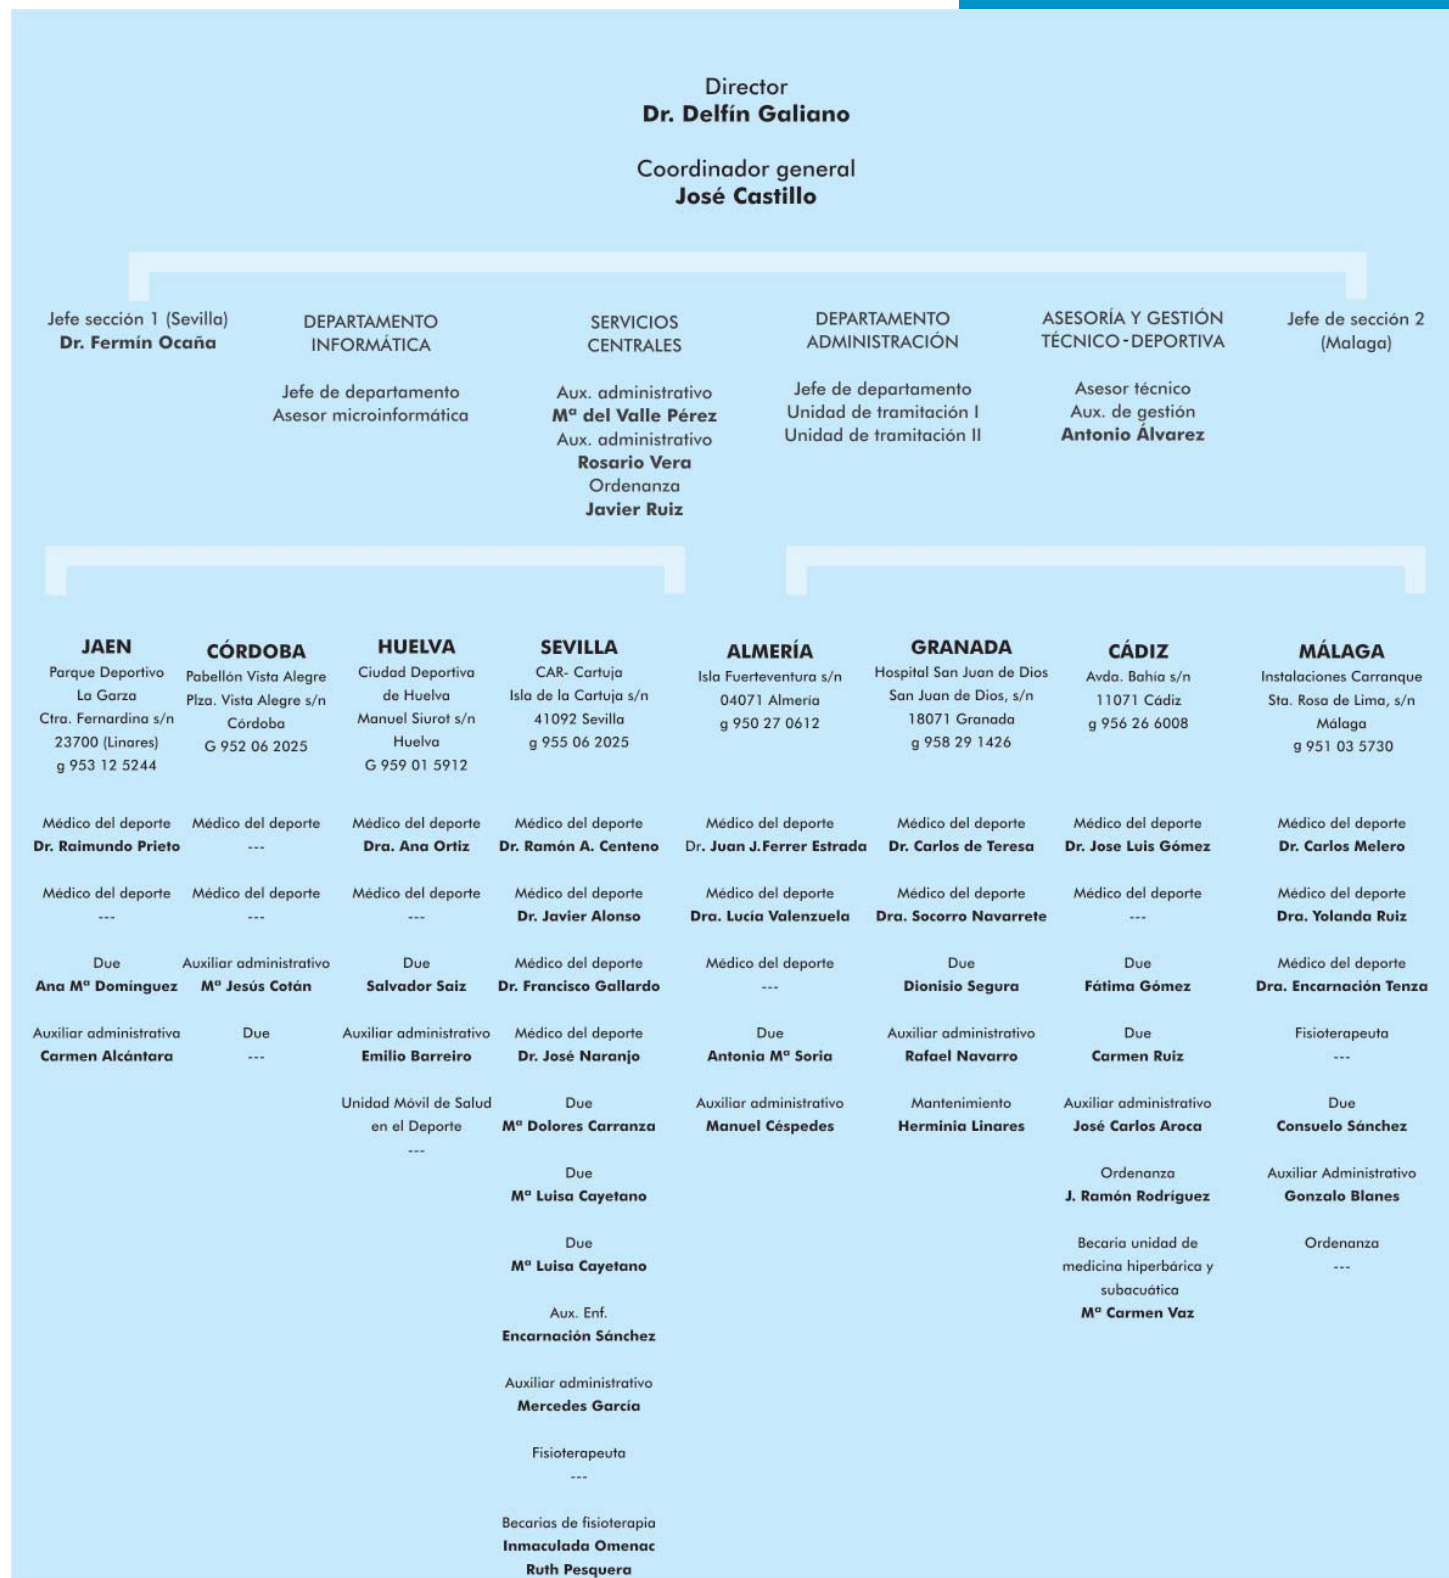 Director
Dr. Delfín Galiano
Coordinador general
José Castillo
Jefe sección 1 (Sevilla)
Dr. Fermín Ocaña
DEPARTAMENTO
INFORMÁTICA
Jefe de departamento
Asesor microinformática
SERVICIOS
CENTRALES
Aux. administrativo
Mª del Valle Pérez
Aux. administrativo
Rosario Vera
Ordenanza
Javier Ruiz
DEPARTAMENTO
ADMINISTRACIÓN
Jefe de departamento
Unidad de tramitación I
Unidad de tramitación II
ASESORÍA Y GESTIÓN
TÉCNICO-DEPORTIVA
Asesor técnico
Aux. de gestión
Antonio Álvarez
Jefe de sección 2
(Malaga)
JAEN
Parque Deportivo
La Garza
Ctra. Fernardina s/n
23700 (Linares)
g 953 12 5244
Médico del deporte
Dr. Raimundo Prieto
Médico del deporte
---
Due
Ana Mª Domínguez
Auxiliar administrativa
Carmen Alcántara
CÓRDOBA
Pabellón Vista Alegre
Plza. Vista Alegre s/n
Córdoba
G 952 06 2025
Médico del deporte
---
Médico del deporte
---
Auxiliar administrativo
Mª Jesús Cotán
Due
---
HUELVA
Ciudad Deportiva
de Huelva
Manuel Siurot s/n
Huelva
G 959 01 5912
Médico del deporte
Dra. Ana Ortiz
Médico del deporte
---
Due
Salvador Saiz
Auxiliar administrativo
Emilio Barreiro
Unidad Móvil de Salud
en el Deporte
---
SEVILLA
CAR- Cartuja
Isla de la Cartuja s/n
41092 Sevilla
g 955 06 2025
Médico del deporte
Dr. Ramón A. Centeno
Médico del deporte
Dr. Javier Alonso
Médico del deporte
Dr. Francisco Gallardo
Médico del deporte
Dr. José Naranjo
Due
Mª Dolores Carranza
Due
Mª Luisa Cayetano
Due
Mª Luisa Cayetano
Aux. Enf.
Encarnación Sánchez
Auxiliar administrativo
Mercedes García
Fisioterapeuta
---
Becarias de fisioterapia
Inmaculada Omenac
Ruth Pesquera
ALMERÍA
Isla Fuerteventura s/n
04071 Almería
g 950 27 0612
Médico del deporte
Dr. Juan J.Ferrer Estrada
Médico del deporte
Dra. Lucía Valenzuela
Médico del deporte
---
Due
Antonia Mª Soria
Auxiliar administrativo
Manuel Céspedes
GRANADA
Hospital San Juan de Dios
San Juan de Dios, s/n
18071 Granada
g 958 29 1426
Médico del deporte
Dr. Carlos de Teresa
Médico del deporte
Dra. Socorro Navarrete
Due
Dionisio Segura
Auxiliar administrativo
Rafael Navarro
Mantenimiento
Herminia Linares
CÁDIZ
Avda. Bahía s/n
11071 Cádiz
g 956 26 6008
Médico del deporte
Dr. Jose Luis Gómez
Médico del deporte
---
Due
Fátima Gómez
Due
Carmen Ruiz
Auxiliar administrativo
José Carlos Aroca
Ordenanza
J. Ramón Rodríguez
Becaria unidad de
medicina hiperbárica y
subacuática
Mª Carmen Vaz
MÁLAGA
Instalaciones Carranque
Sta. Rosa de Lima, s/n
Málaga
g 951 03 5730
Médico del deporte
Dr. Carlos Melero
Médico del deporte
Dra. Yolanda Ruiz
Médico del deporte
Dra. Encarnación Tenza
Fisioterapeuta
---
Due
Consuelo Sánchez
Auxiliar Administrativo
Gonzalo Blanes
Ordenanza
---